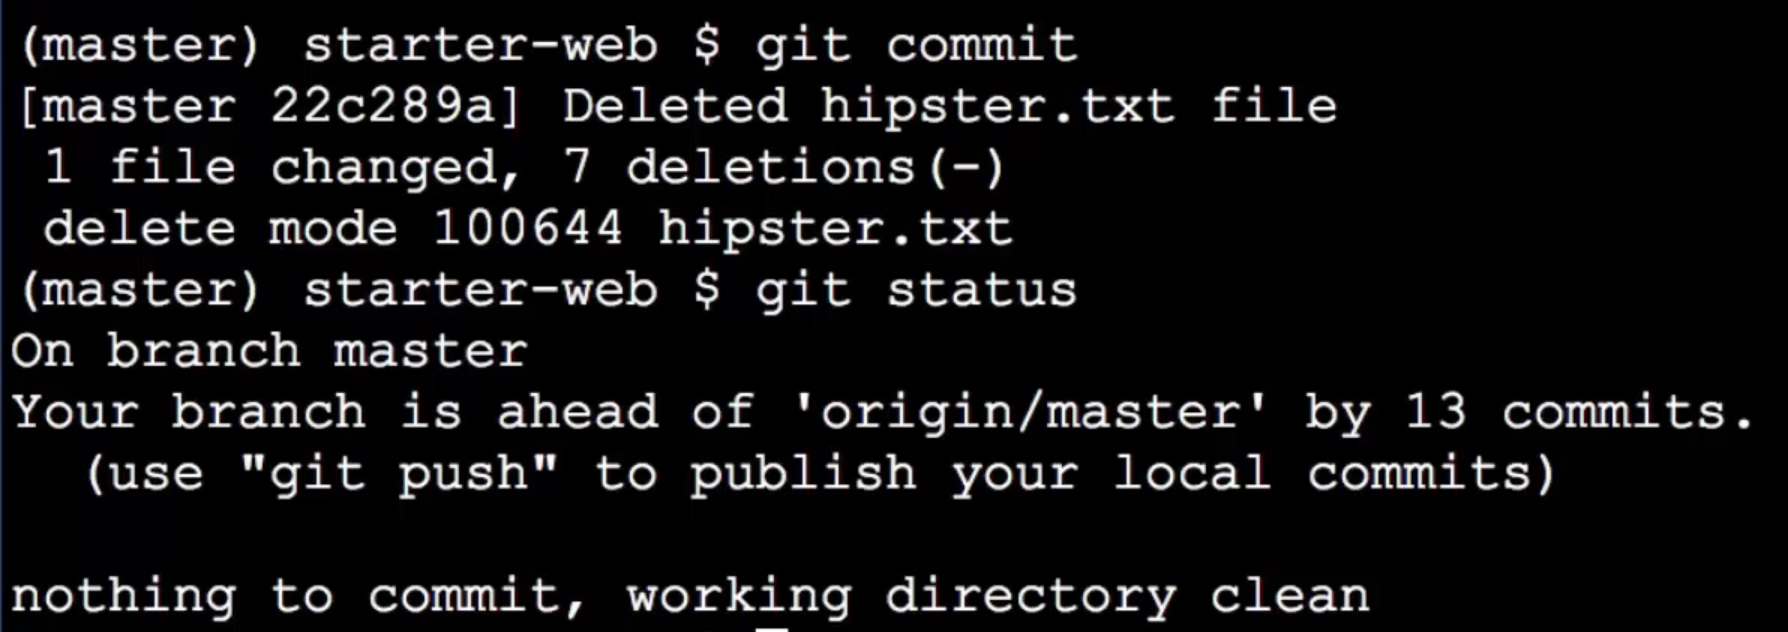 (master) starter-web $ git commit
[master 22c289a] Deleted hipster.txt file
 1 file changed, 7 deletions(-)
 delete mode 100644 hipster.txt
(master) starter-web $ git status
On branch master
Your branch is ahead of 'origin/master' by 13 commits.
  (use "git push" to publish your local commits)

nothing to commit, working directory clean